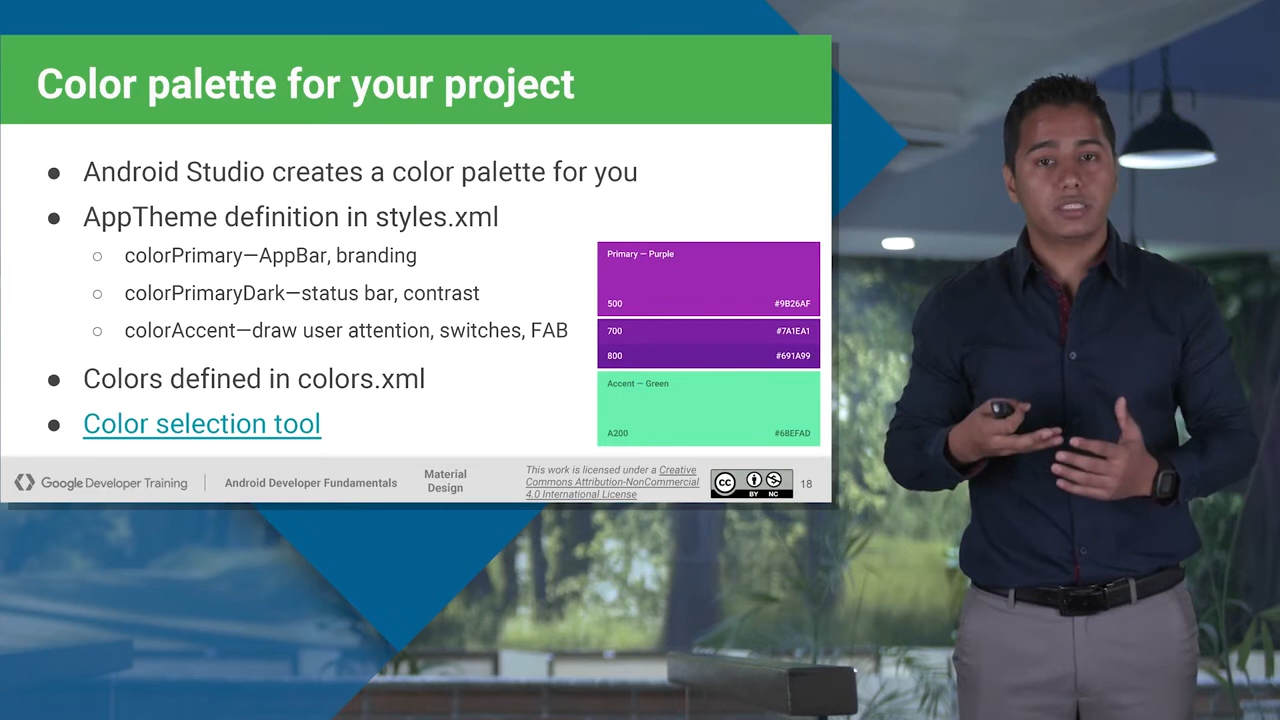 Color palette for your project
● Android Studio creates a color palette for you
● AppTheme definition in styles.xml
○ colorPrimary—AppBar, branding
○ colorPrimaryDark—status bar, contrast
○ colorAccent—draw user attention, switches, FAB
● Colors defined in colors.xml
● Color selection tool
Primary — Purple
500 #9B26AF
700 #7A1EA1
800 #691A99
Accent — Green
A200 #68EFAD
Google Developer Training
Android Developer Fundamentals
Material
Design
This work is licensed under a Creative
Commons Attribution-NonCommercial
4.0 International License
cc BY NC
18